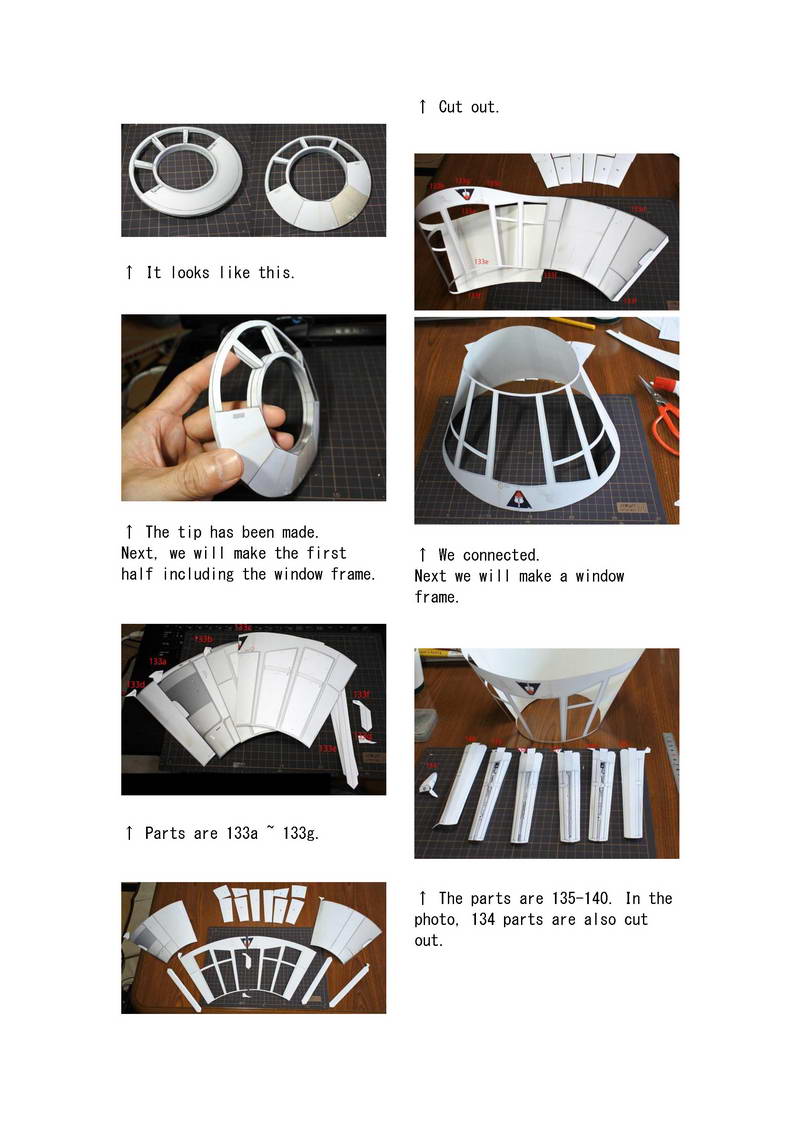 ↑ It looks like this.
↑ The tip has been made.
Next, we will make the first
half including the window frame.
133c
133b
133a
133d
133f
133e
↑ Parts are 133a ~ 133g.
↑ Cut out.
133e
133f
133f
↑ We connected.
Next we will make a window
frame.
↑ The parts are 135-140. In the
photo, 134 parts are also cut
out.